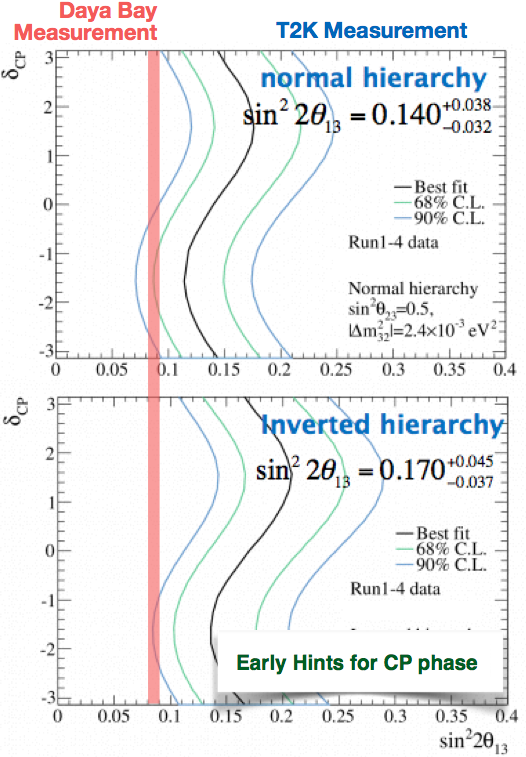 Daya Bay
Measurement
T2K Measurement
δCP
normal hierarchy
sin² 2θ₁₃ = 0.140 +0.038 −0.032
3
2
1
0
-1
-2
-3
Best fit
68% C.L.
90% C.L.
Run1-4 data
Normal hierarchy
sin²θ₂₃=0.5,
|Δm²₃₂|=2.4×10⁻³ eV²
0 0.05 0.1 0.15 0.2 0.25 0.3 0.35 0.4
δCP
Inverted hierarchy
sin² 2θ₁₃ = 0.170 +0.045 −0.037
3
2
1
0
-1
-2
-3
Best fit
68% C.L.
90% C.L.
Run1-4 data
Early Hints for CP phase
0 0.05 0.1 0.15 0.2 0.25 0.3 0.35 0.4
sin²2θ₁₃